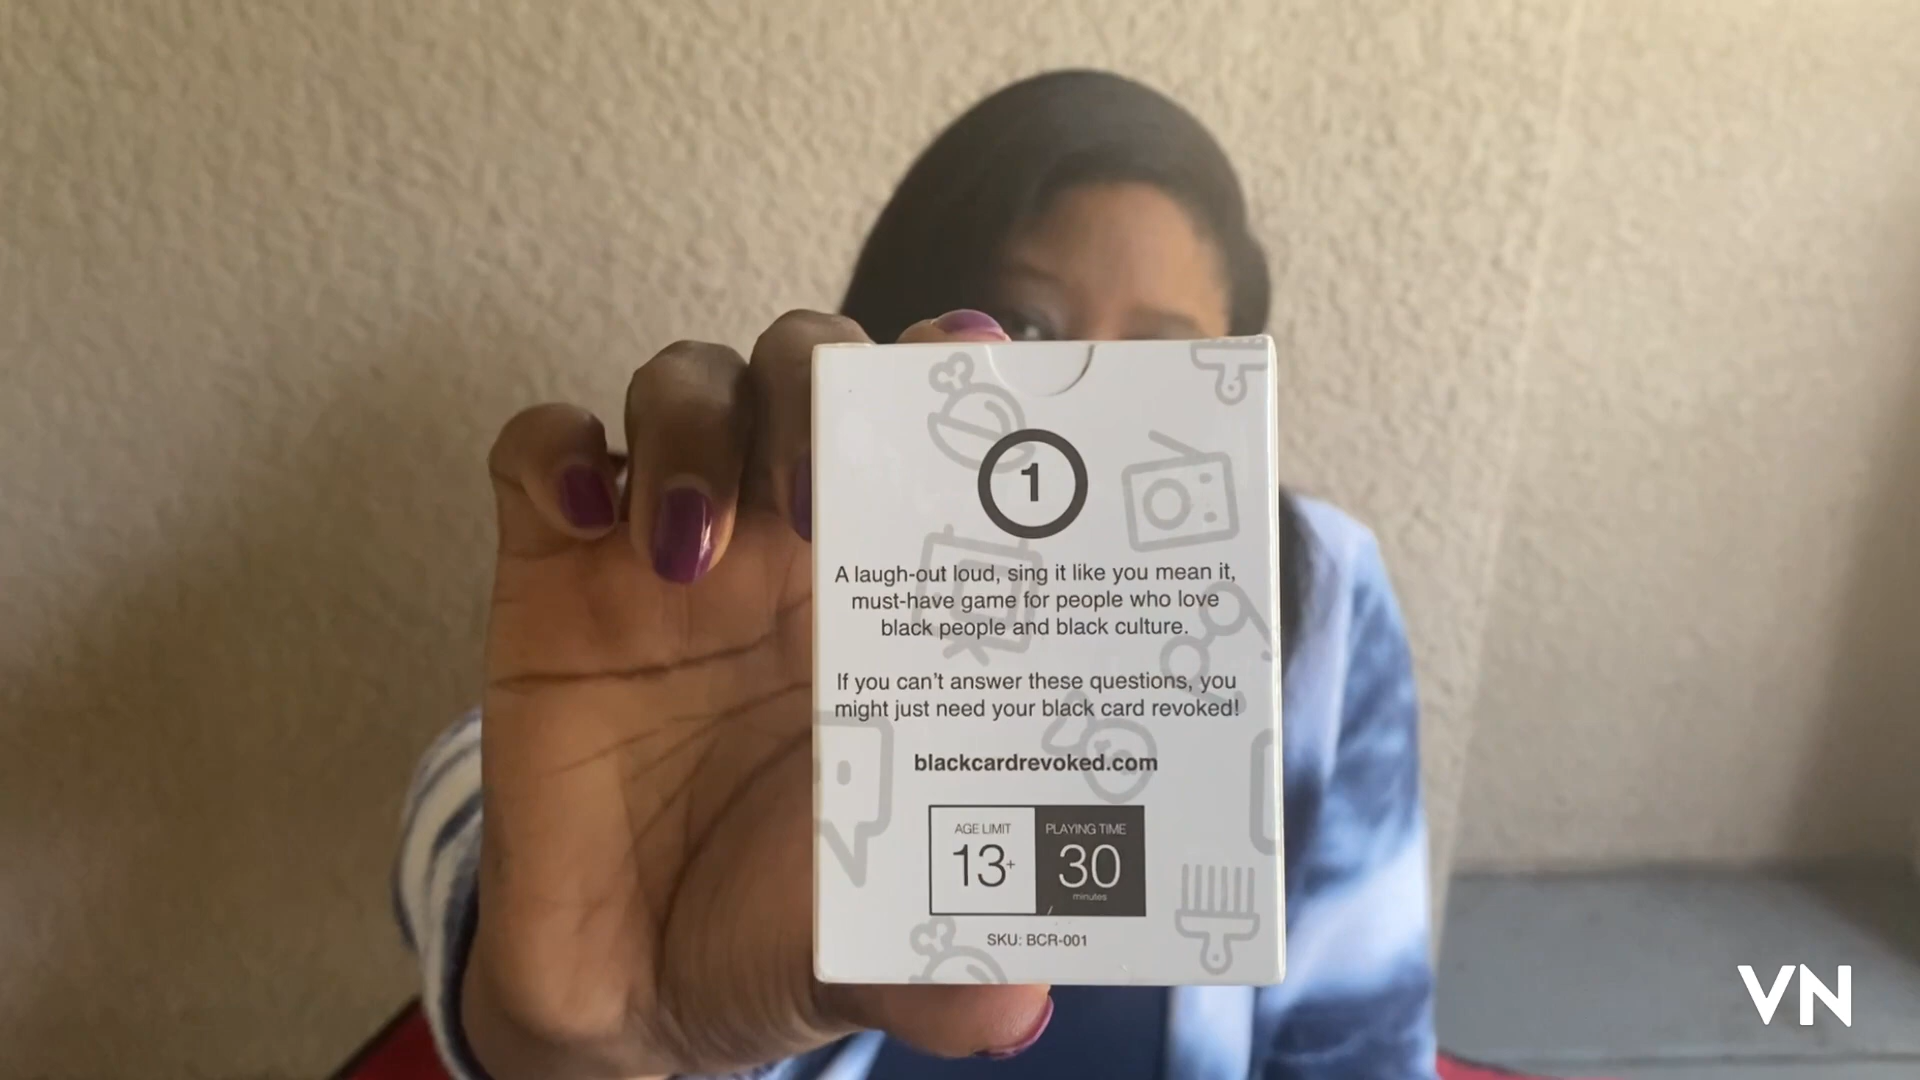 1
A laugh-out loud, sing it like you mean it,
must-have game for people who love
black people and black culture.
If you can't answer these questions, you
might just need your black card revoked!
blackcardrevoked.com
AGE LIMIT
13+
PLAYING TIME
30
minutes
SKU: BCR-001
VN